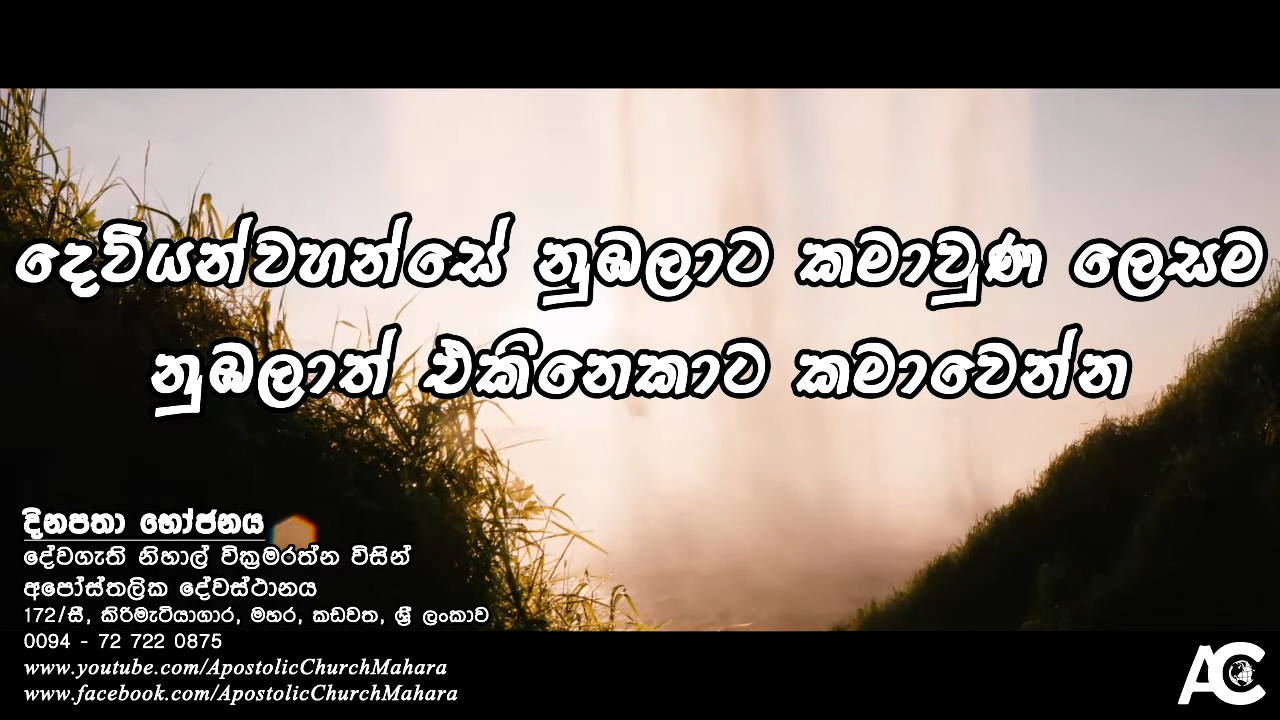 දෙවියන්වහන්සේ නුඹලාට කමාවුණ ලෙසම
නුඹලාත් එකිනෙකාට කමාවෙන්න
දිනපතා භෝජනය
දේවගැති නිහාල් වික්‍රමරත්න විසින්
අපෝස්තලික දේවස්ථානය
172/සී, කිරිමැටියාගාර, මහර, කඩවත, ශ්‍රී ලංකාව
0094 - 72 722 0875
www.youtube.com/ApostolicChurchMahara
www.facebook.com/ApostolicChurchMahara
AC